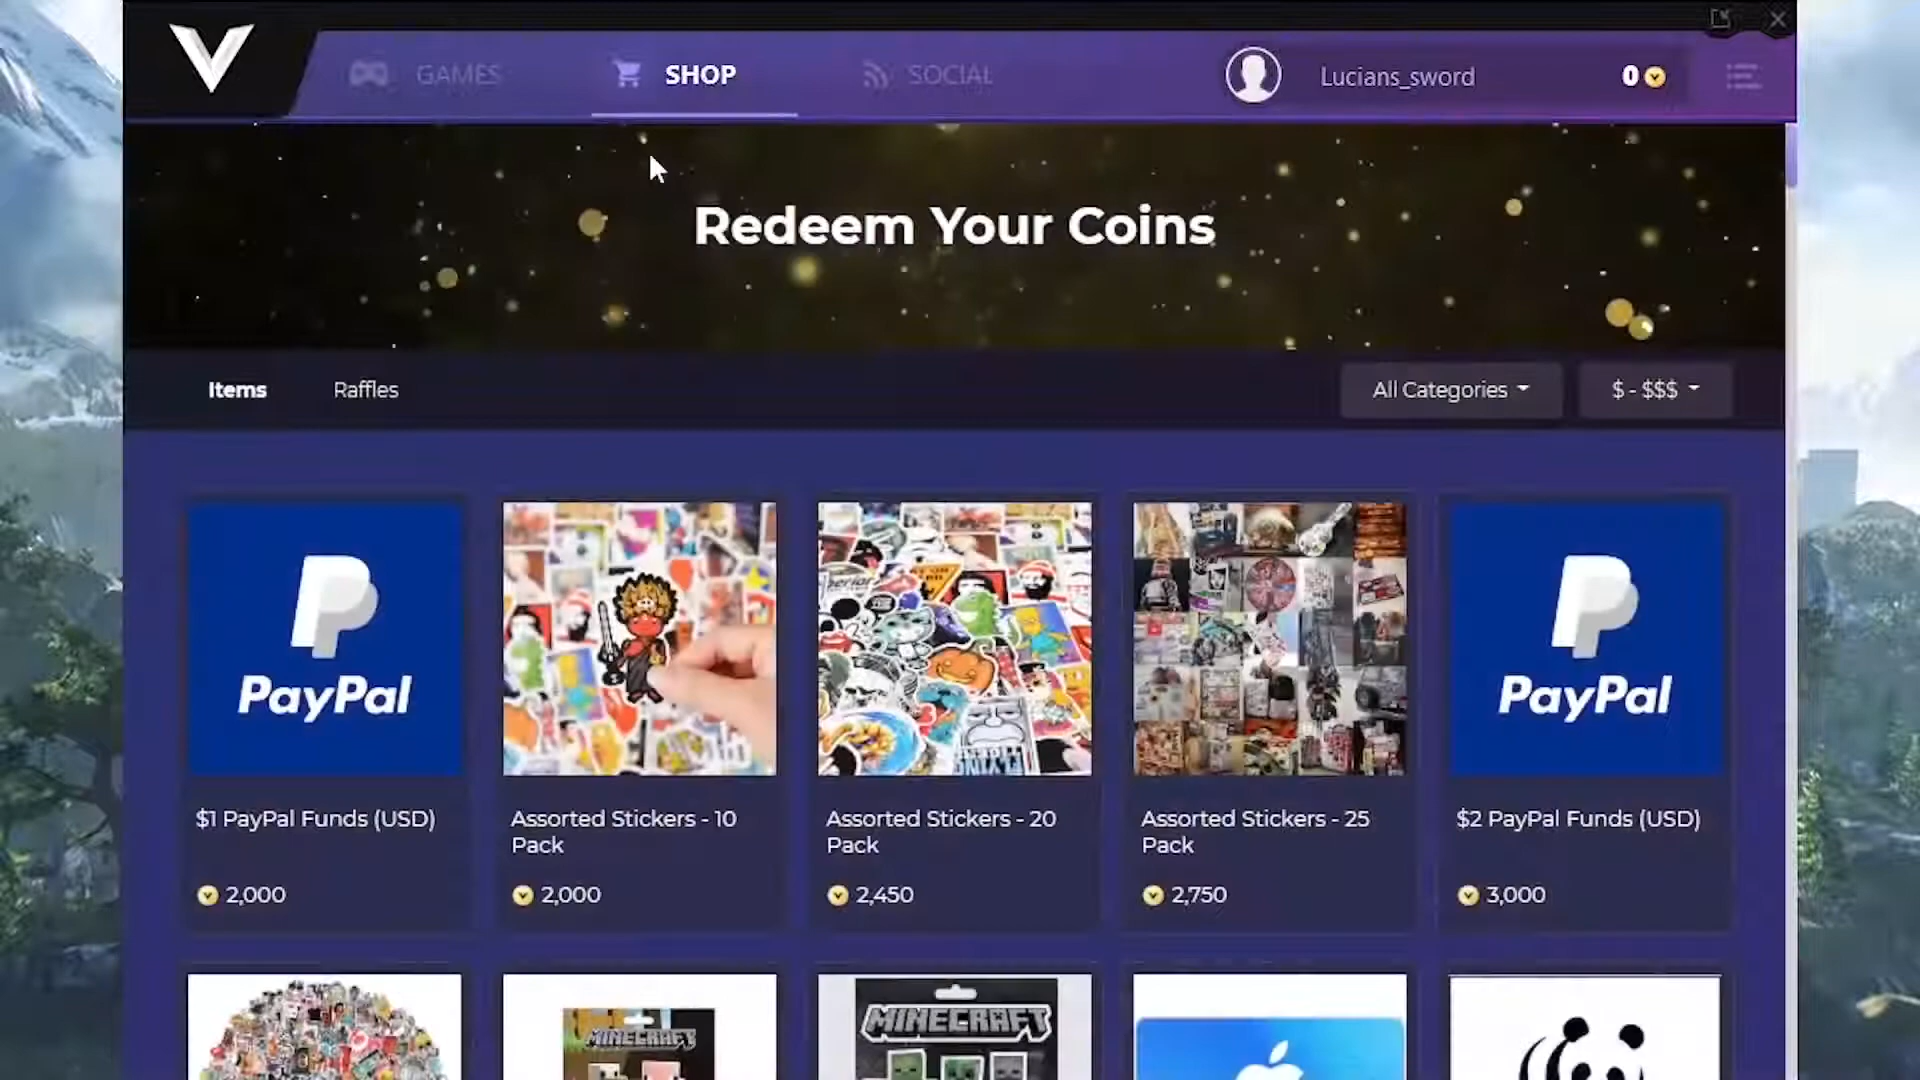 GAMES
SHOP
SOCIAL
Lucians_sword
0
Redeem Your Coins
Items
Raffles
All Categories
$ - $$$
PayPal
PayPal
$1 PayPal Funds (USD)
2,000
Assorted Stickers - 10
Pack
2,000
Assorted Stickers - 20
Pack
2,450
Assorted Stickers - 25
Pack
2,750
$2 PayPal Funds (USD)
3,000
MINECRAFT
MINECRAFT